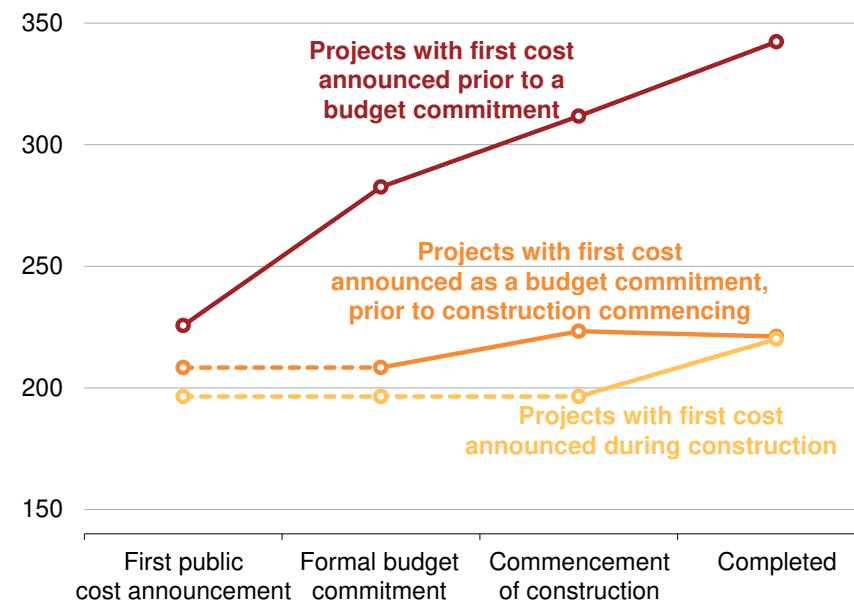 350
300
250
200
150
Projects with first cost
announced prior to a
budget commitment
Projects with first cost
announced as a budget commitment,
prior to construction commencing
Projects with first cost
announced during construction
First public
cost announcement
Formal budget
commitment
Commencement
of construction
Completed